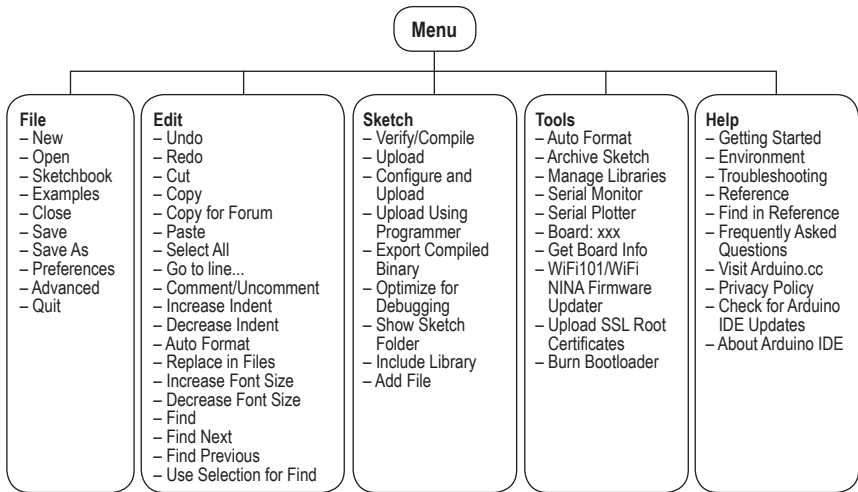 Menu
File
– New
– Open
– Sketchbook
– Examples
– Close
– Save
– Save As
– Preferences
– Advanced
– Quit
Edit
– Undo
– Redo
– Cut
– Copy
– Copy for Forum
– Paste
– Select All
– Go to line...
– Comment/Uncomment
– Increase Indent
– Decrease Indent
– Auto Format
– Replace in Files
– Increase Font Size
– Decrease Font Size
– Find
– Find Next
– Find Previous
– Use Selection for Find
Sketch
– Verify/Compile
– Upload
– Configure and
Upload
– Upload Using
Programmer
– Export Compiled
Binary
– Optimize for
Debugging
– Show Sketch
Folder
– Include Library
– Add File
Tools
– Auto Format
– Archive Sketch
– Manage Libraries
– Serial Monitor
– Serial Plotter
– Board: xxx
– Get Board Info
– WiFi101/WiFi
NINA Firmware
Updater
– Upload SSL Root
Certificates
– Burn Bootloader
Help
– Getting Started
– Environment
– Troubleshooting
– Reference
– Find in Reference
– Frequently Asked
Questions
– Visit Arduino.cc
– Privacy Policy
– Check for Arduino
IDE Updates
– About Arduino IDE